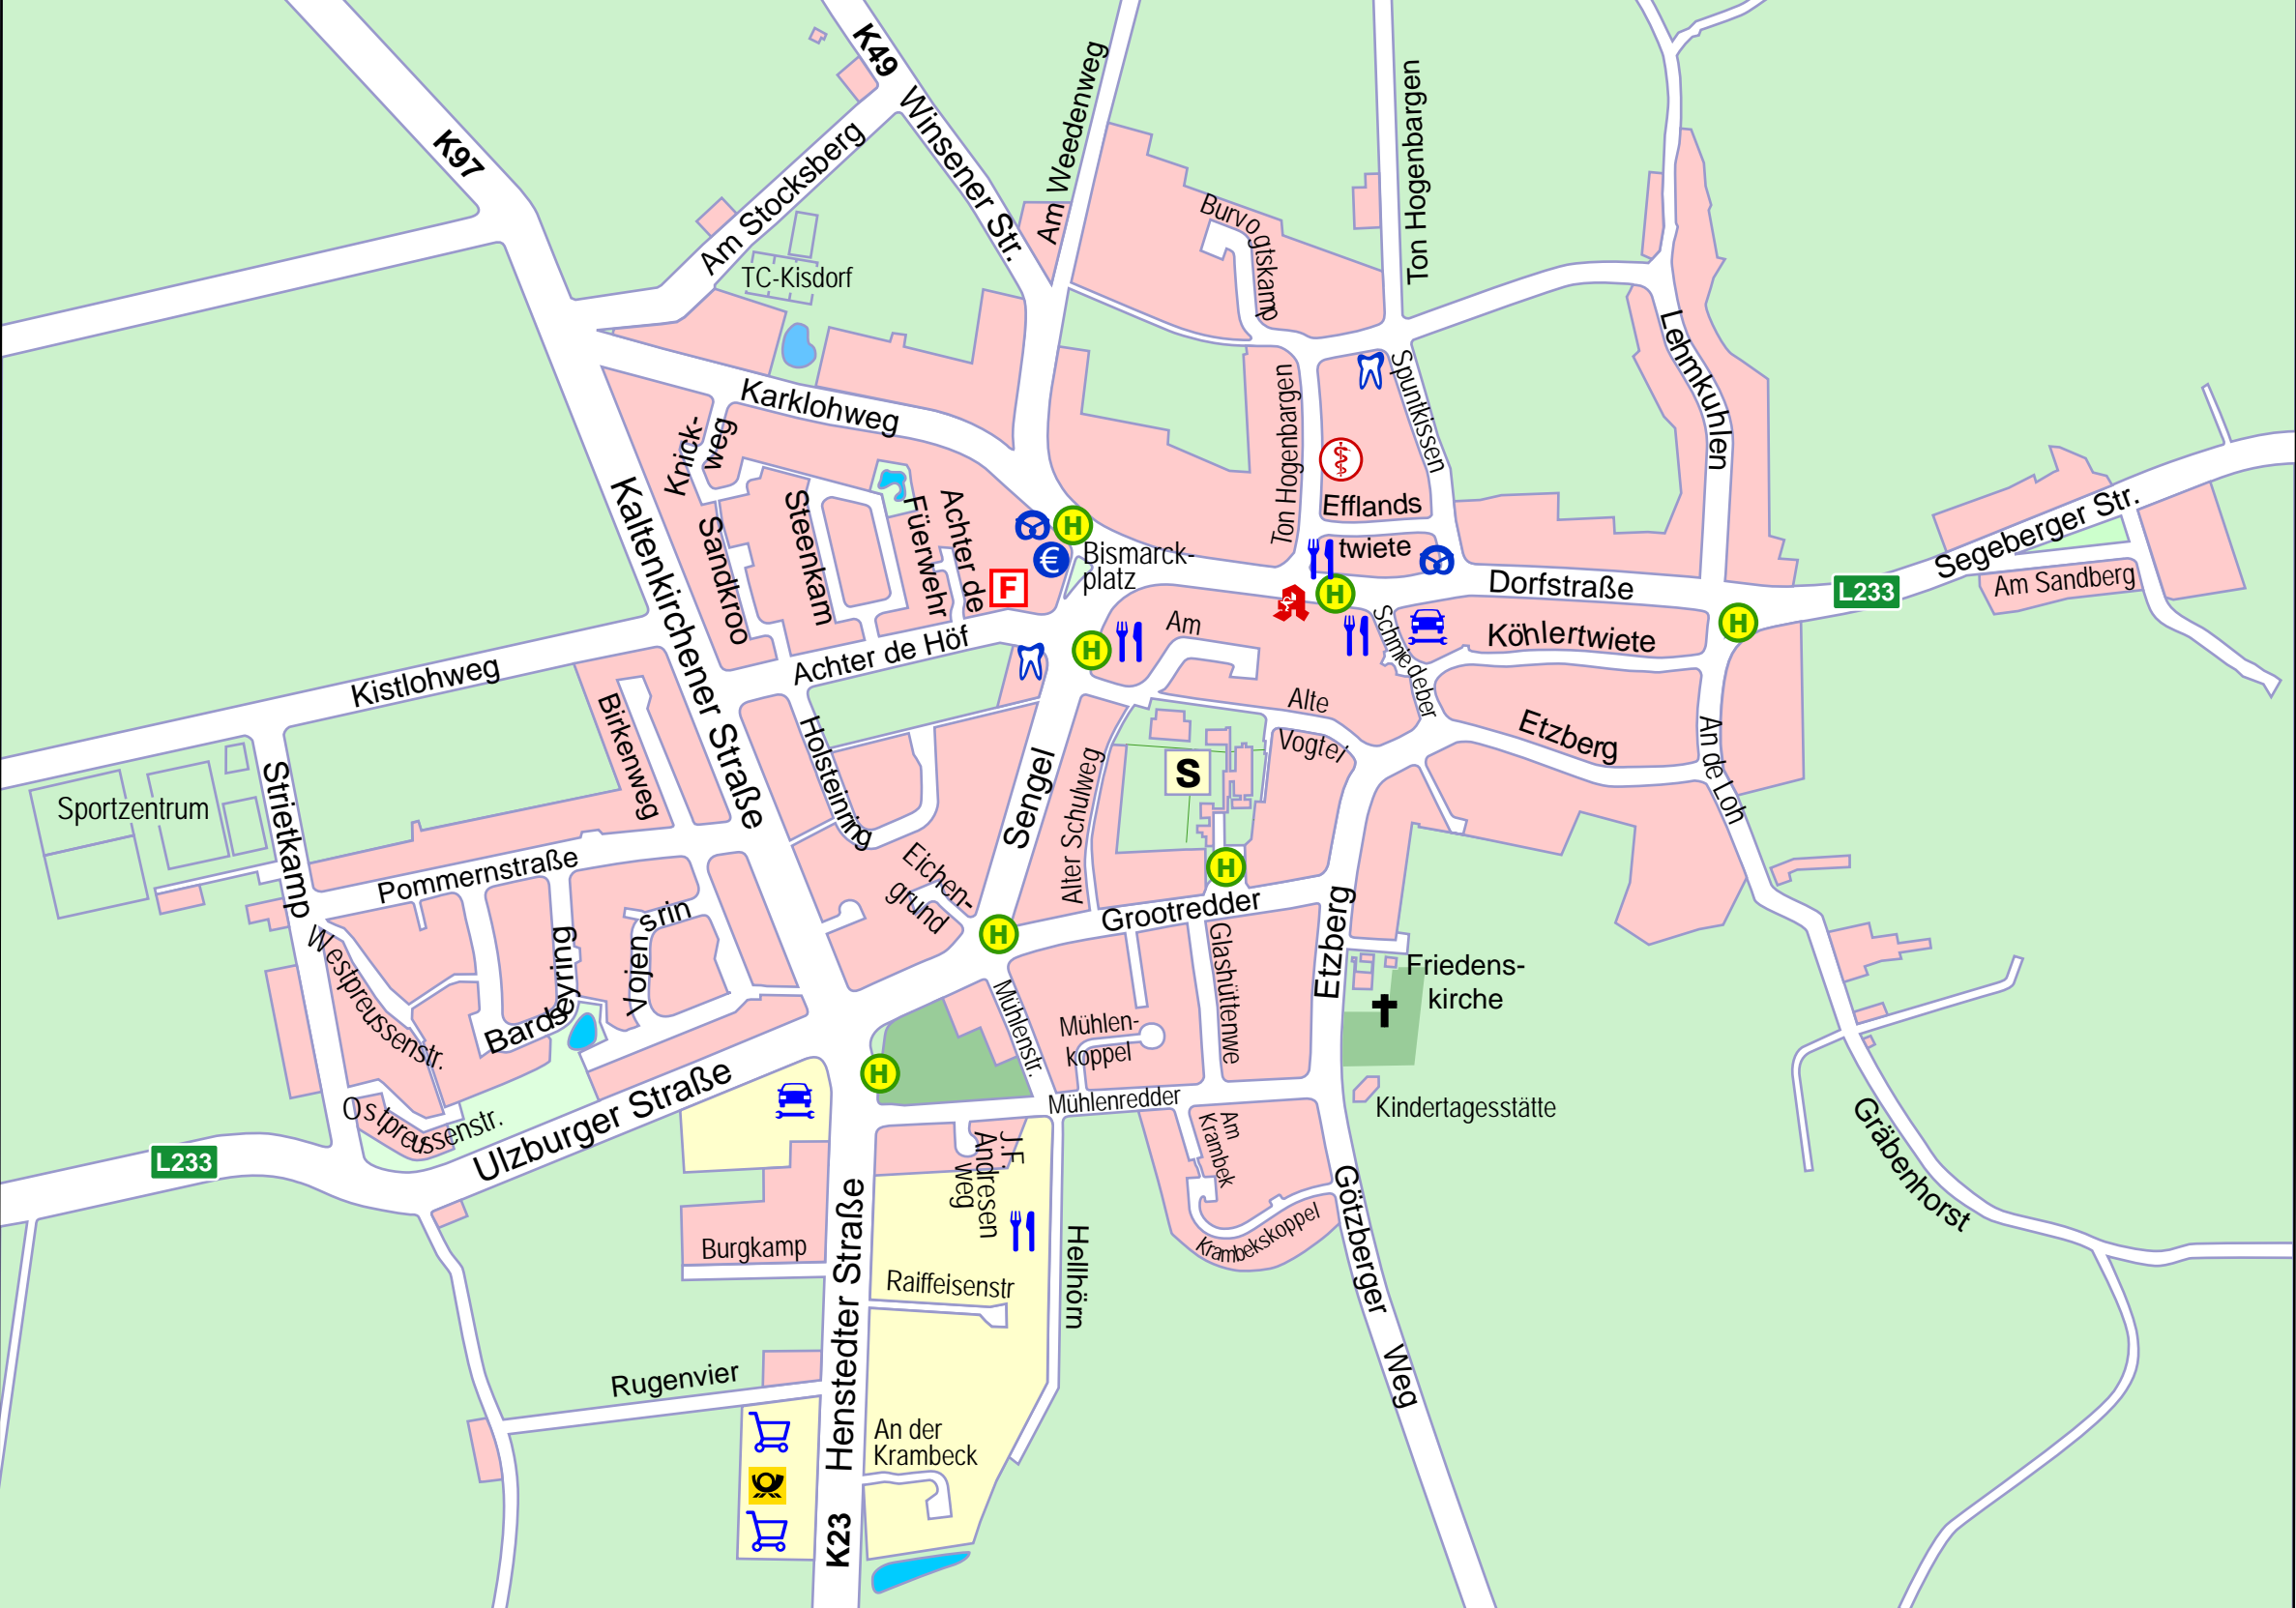 K49
Winsener Str.
Am Weedenweg
Ton Hogenbargen
K97
Am Stocksberg
TC-Kisdorf
Burvogtskamp
Lehmkuhlen
Karklohweg
Knick-
weg
Spuntkissen
Ton Hogenbargen
Kaltenkirchener Straße
Sandkroo
Steenkam
Füerwehr
Achter de
H
€
F
Bismarck-
platz
Efflands
twiete
Dorfstraße
L233
Segeberger Str.
Am Sandberg
H
H
Köhlertwiete
Schmiedeber
Am
H
Achter de Höf
Kistlohweg
Birkenweg
Holsteinring
Alte
Vogtei
Etzberg
An de Loh
Sportzentrum
Strietkamp
Sengel
Alter Schulweg
S
Pommernstraße
Eichen-
grund
H
H
Grootredder
Etzberg
Westpreussenstr.
Bardseyring
Vojensrin
Glashüttenwe
Friedens-
kirche
Mühlenstr.
Mühlen-
koppel
H
Ostpreussenstr.
Ulzburger Straße
Mühlenredder
Kindertagesstätte
L233
J.F.
Andresen
weg
Am
Krambek
Krambekskoppel
Götzberger Weg
Gräbenhorst
Burgkamp
Henstedter Straße
Raiffeisenstr
Hellhörn
Rugenvier
An der
Krambeck
K23